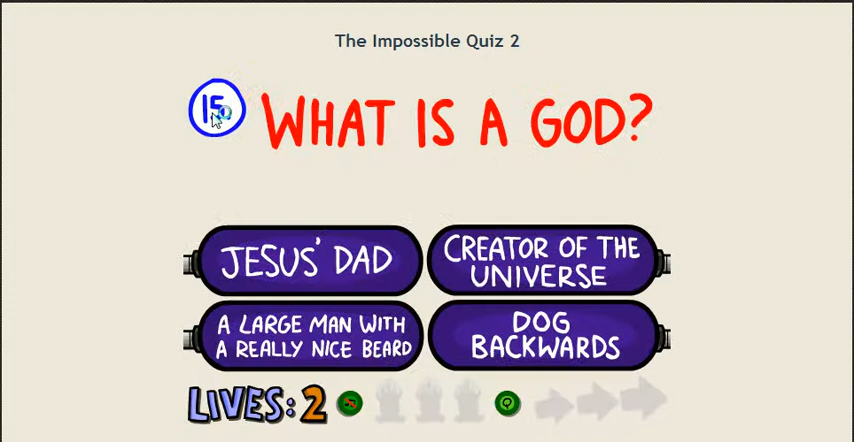 The Impossible Quiz 2
15
WHAT IS A GOD?
JESUS' DAD
CREATOR OF THE
UNIVERSE
A LARGE MAN WITH
A REALLY NICE BEARD
DOG
BACKWARDS
LIVES: 2